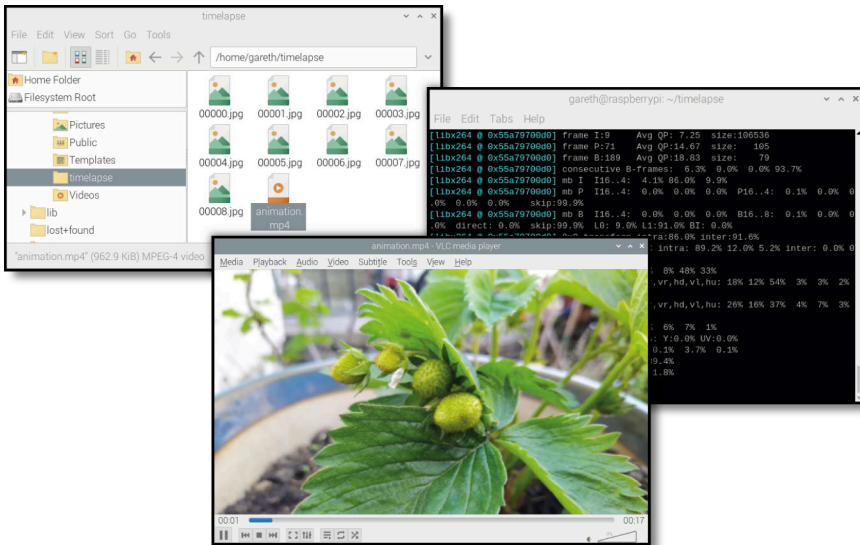 timelapse
File Edit View Sort Go Tools
/home/gareth/timelapse
Home Folder
Filesystem Root
Pictures
Public
Templates
timelapse
Videos
lib
lost+found
00000.jpg 00001.jpg 00002.jpg 00003.jpg
00004.jpg 00005.jpg 00006.jpg 00007.jpg
00008.jpg animation.
mp4
"animation.mp4" (962.9 KiB) MPEG-4 video
gareth@raspberrypi: ~/timelapse
File Edit Tabs Help
[libx264 @ 0x55a79700d0] frame I:9 Avg QP: 7.25 size:106536
[libx264 @ 0x55a79700d0] frame P:71 Avg QP:14.67 size: 105
[libx264 @ 0x55a79700d0] frame B:189 Avg QP:18.83 size: 79
[libx264 @ 0x55a79700d0] consecutive B-frames: 6.3% 0.0% 0.0% 93.7%
[libx264 @ 0x55a79700d0] mb I I16..4: 4.1% 86.0% 9.9%
[libx264 @ 0x55a79700d0] mb P I16..4: 0.0% 0.0% 0.0% P16..4: 0.1% 0.0% 0
.0% 0.0% 0.0% skip:99.9%
[libx264 @ 0x55a79700d0] mb B I16..4: 0.0% 0.0% 0.0% B16..8: 0.1% 0.0% 0
.0% direct: 0.0% skip:99.9% L0: 9.0% L1:91.0% BI: 0.0%
intra:86.0% inter:91.6%
intra: 89.2% 12.0% 5.2% inter: 0.0% 0
8% 48% 33%
,vr,hd,vl,hu: 18% 12% 54% 3% 3% 2%
,vr,hd,vl,hu: 26% 16% 37% 4% 7% 3%
6% 7% 1%
: Y:0.0% UV:0.0%
0.1% 3.7% 0.1%
9.4%
1.8%
animation.mp4 - VLC media player
Media Playback Audio Video Subtitle Tools View Help
00:01 00:17